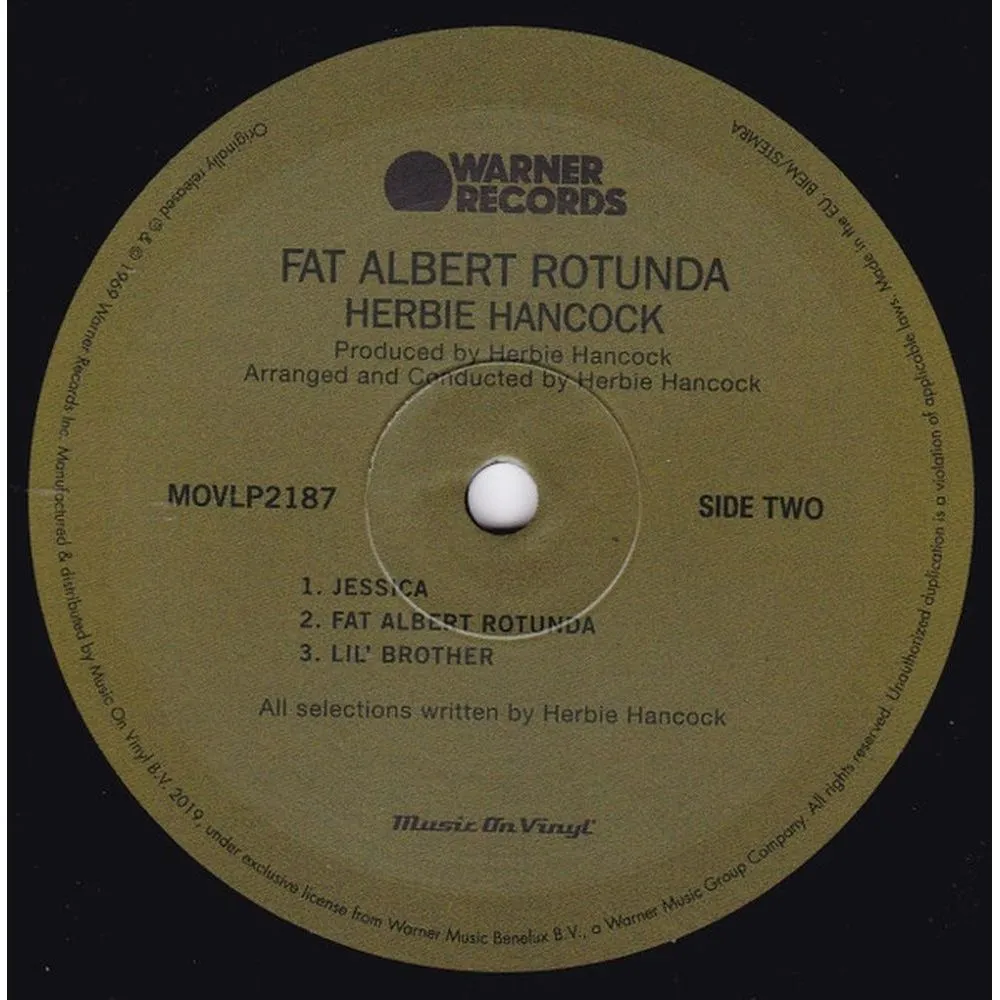 WARNER
RECORDS
FAT ALBERT ROTUNDA
HERBIE HANCOCK
Produced by Herbie Hancock
Arranged and Conducted by Herbie Hancock
MOVLP2187
SIDE TWO
1. JESSICA
2. FAT ALBERT ROTUNDA
3. LIL' BROTHER
All selections written by Herbie Hancock
Music On Vinyl
Originally released ℗ & © 1969 Warner Records Inc. Manufactured & distributed by Music On Vinyl B.V. 2019, under exclusive license from Warner Music Benelux B.V., a Warner Music Group Company. All rights reserved. Unauthorized duplication is a violation of applicable laws. Made in the EU. BIEM/STEMRA